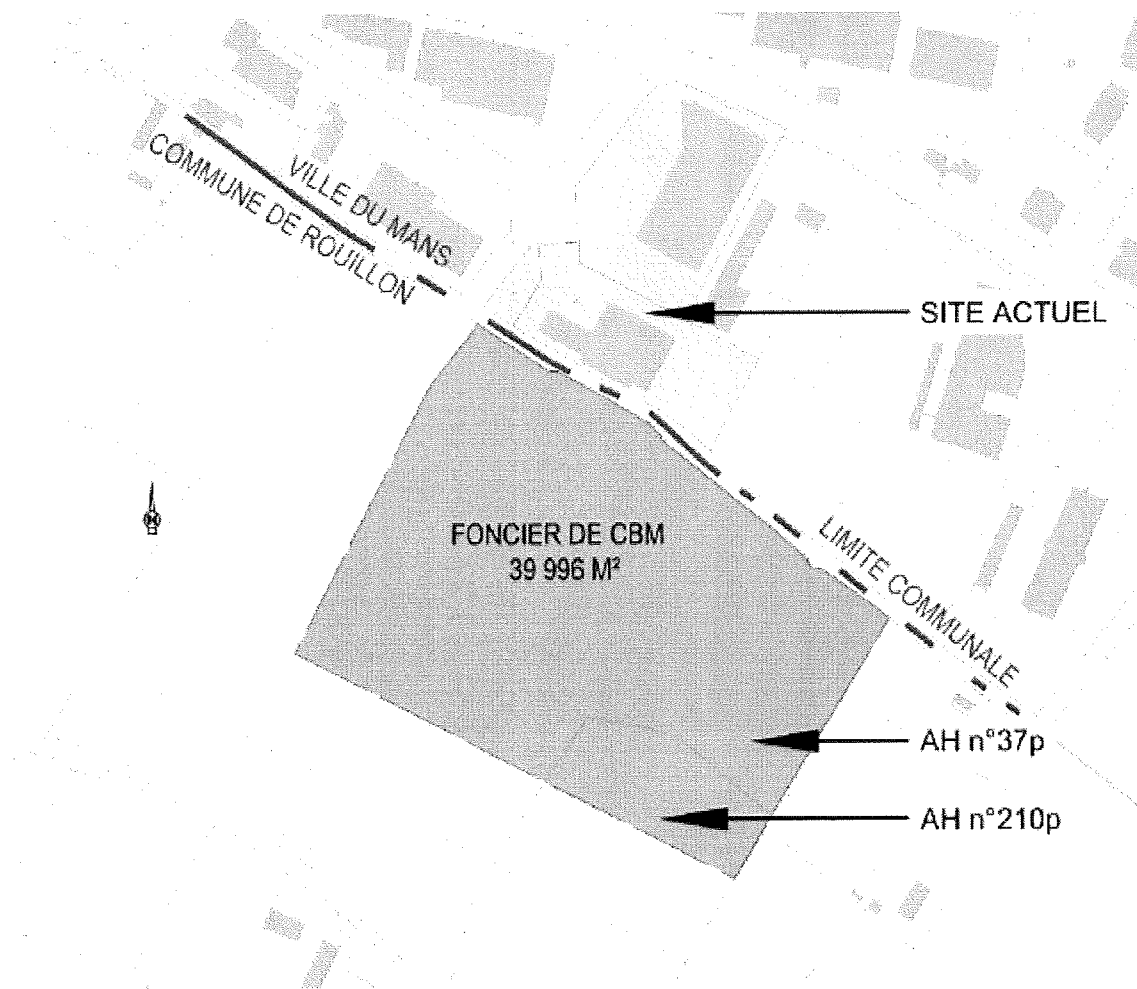 VILLE DU MANS
COMMUNE DE ROUILLON
SITE ACTUEL
FONCIER DE CBM
39 996 M²
LIMITE COMMUNALE
AH n°37p
AH n°210p